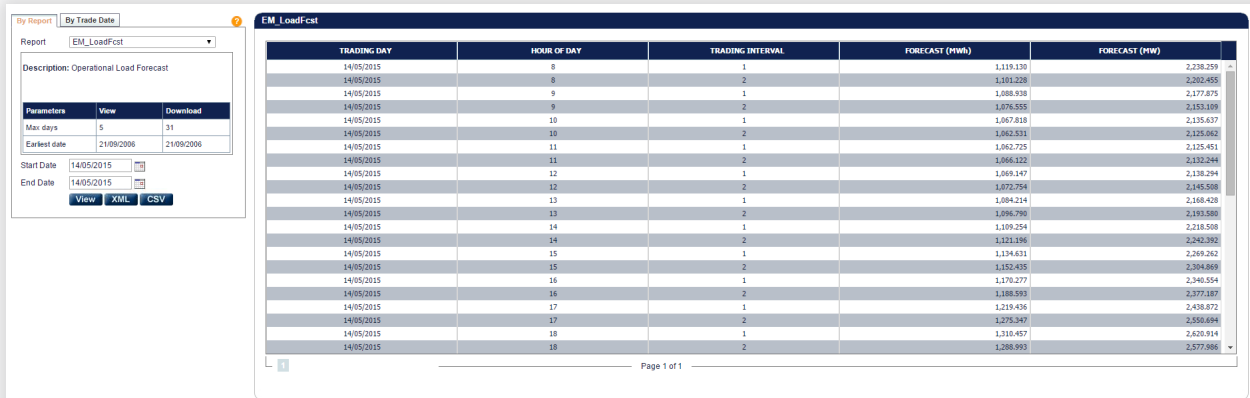 By Report By Trade Date ?
Report EM_LoadFcst
Description: Operational Load Forecast
Parameters View Download
Max days 5 31
Earliest date 21/09/2006 21/09/2006
Start Date 14/05/2015
End Date 14/05/2015
View XML CSV
EM_LoadFcst
TRADING DAY HOUR OF DAY TRADING INTERVAL FORECAST (MWh) FORECAST (MW)
14/05/2015 8 1 1,119.130 2,238.259
14/05/2015 8 2 1,101.228 2,202.455
14/05/2015 9 1 1,088.938 2,177.875
14/05/2015 9 2 1,076.555 2,153.109
14/05/2015 10 1 1,067.818 2,135.637
14/05/2015 10 2 1,062.531 2,125.062
14/05/2015 11 1 1,062.725 2,125.451
14/05/2015 11 2 1,066.122 2,132.244
14/05/2015 12 1 1,069.147 2,138.294
14/05/2015 12 2 1,072.754 2,145.508
14/05/2015 13 1 1,084.214 2,168.428
14/05/2015 13 2 1,096.790 2,193.580
14/05/2015 14 1 1,109.254 2,218.508
14/05/2015 14 2 1,121.196 2,242.392
14/05/2015 15 1 1,134.631 2,269.262
14/05/2015 15 2 1,152.435 2,304.869
14/05/2015 16 1 1,170.277 2,340.554
14/05/2015 16 2 1,188.593 2,377.187
14/05/2015 17 1 1,219.436 2,438.872
14/05/2015 17 2 1,275.347 2,550.694
14/05/2015 18 1 1,310.457 2,620.914
14/05/2015 18 2 1,288.993 2,577.986
1 Page 1 of 1